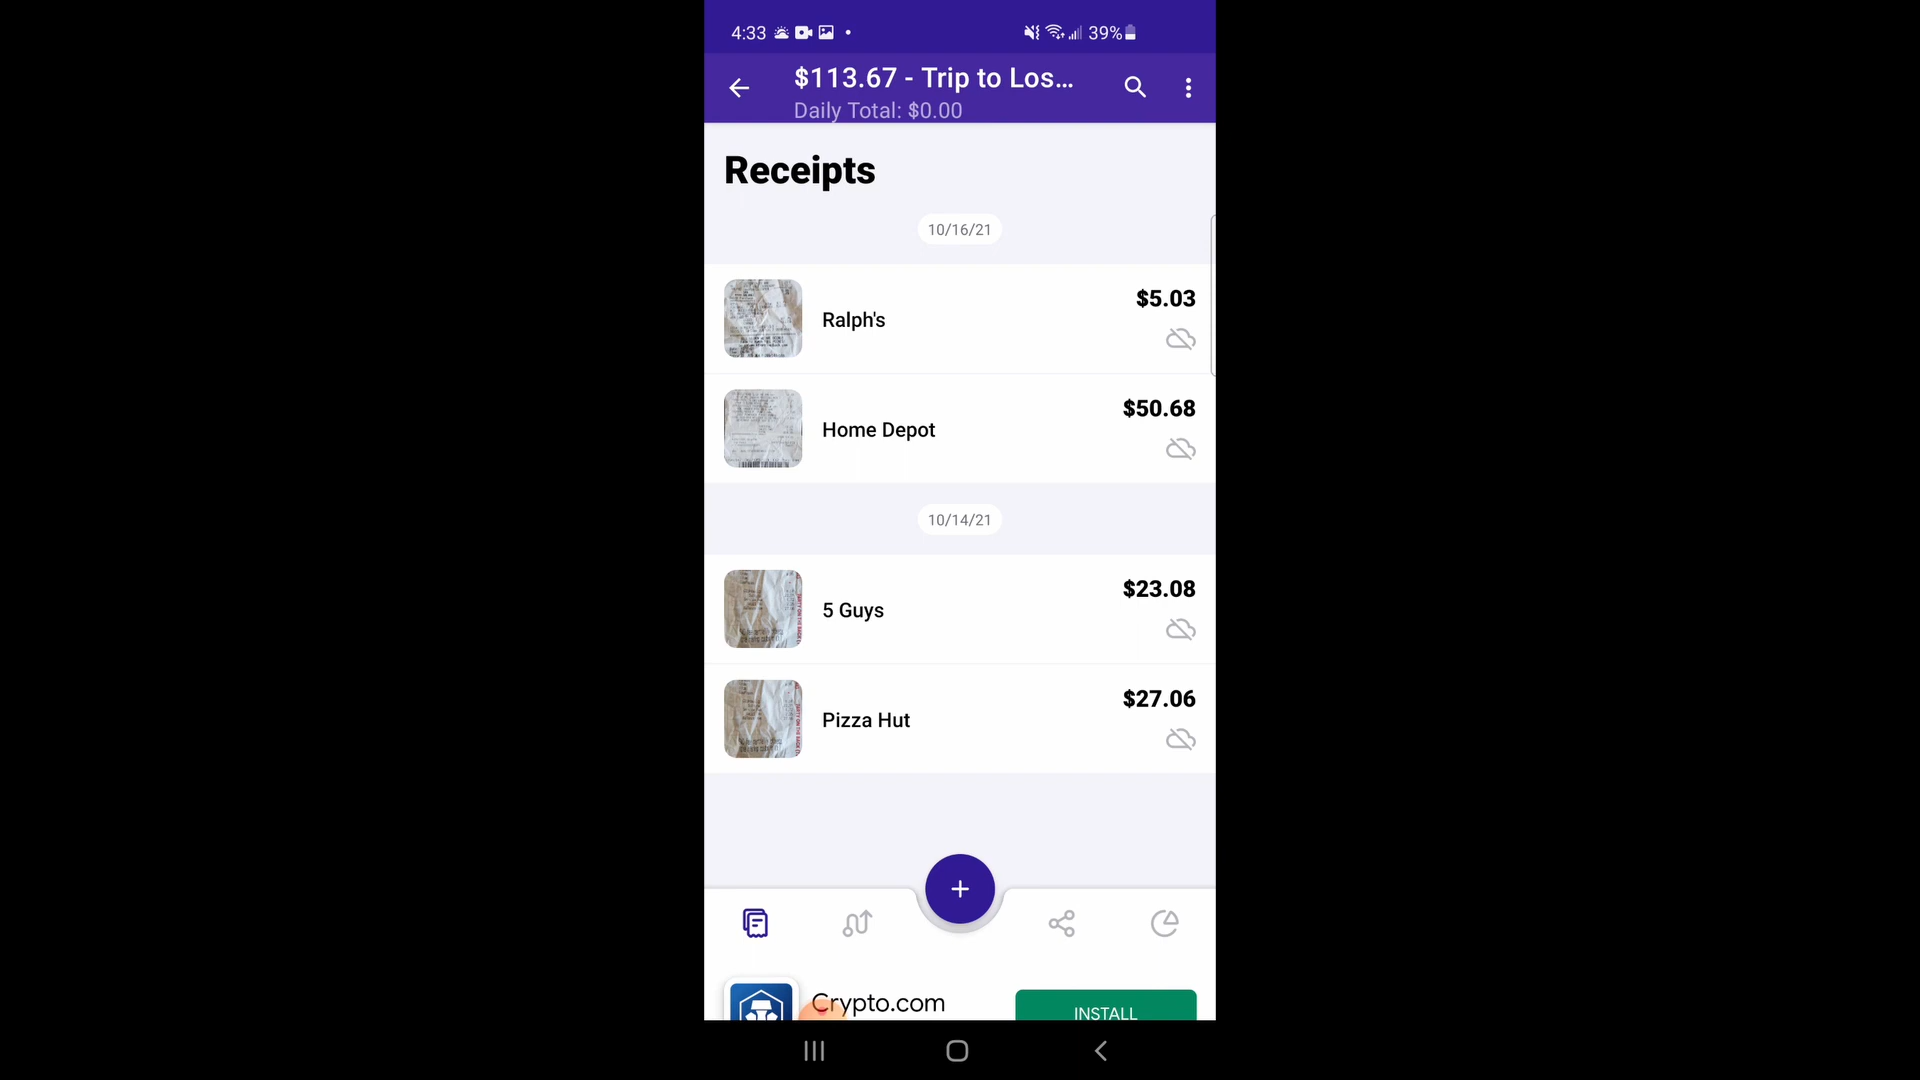 4:33
39%
$113.67 - Trip to Los...
Daily Total: $0.00
Receipts
10/16/21
Ralph's
$5.03
Home Depot
$50.68
10/14/21
5 Guys
$23.08
Pizza Hut
$27.06
Crypto.com
INSTALL